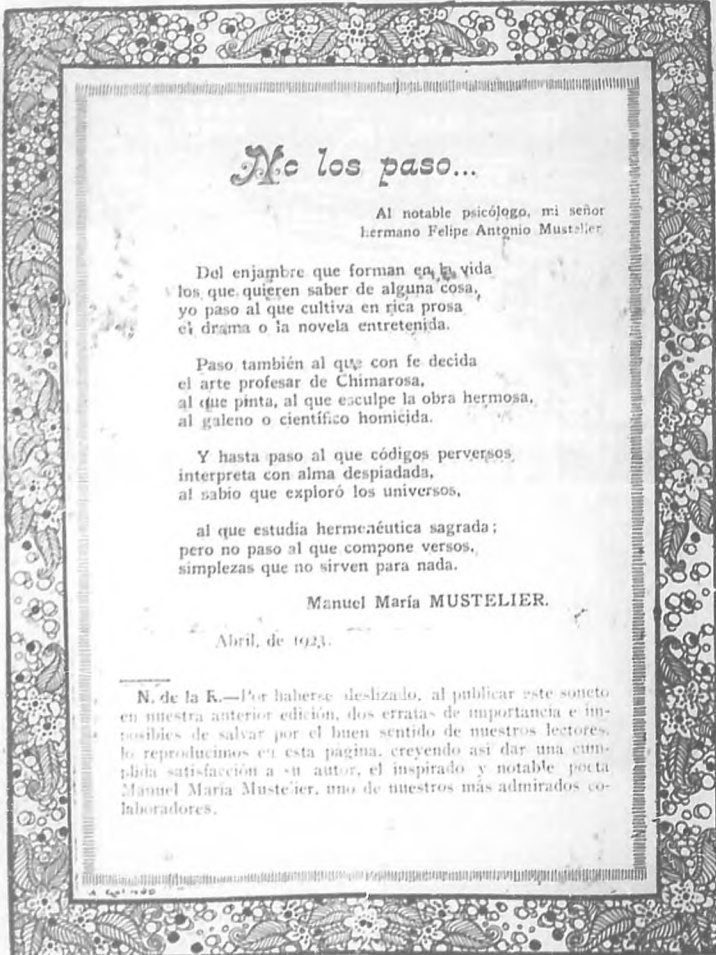 No los paso...
Al notable psicólogo, mi señor
hermano Felipe Antonio Mustelier
Del enjambre que forman en la vida
los que quieren saber de alguna cosa,
yo paso al que cultiva en rica prosa
el drama o la novela entretenida.
Paso también al que con fe decida
el arte profesar de Chimarosa,
al que pinta, al que esculpe la obra hermosa,
al galeno o científico homicida.
Y hasta paso al que códigos perversos
interpreta con alma despiadada,
al sabio que exploró los universos,
al que estudia hermenéutica sagrada;
pero no paso al que compone versos,
simplezas que no sirven para nada.
Manuel María MUSTELIER.
Abril, de 1923.
N. de la R.—Por haberse deslizado, al publicar este soneto
en nuestra anterior edición, dos erratas de importancia e im-
posibles de salvar por el buen sentido de nuestros lectores,
lo reproducimos en esta página, creyendo así dar una cum-
plida satisfacción a su autor, el inspirado y notable poeta
Manuel María Mustelier, uno de nuestros más admirados co-
laboradores.